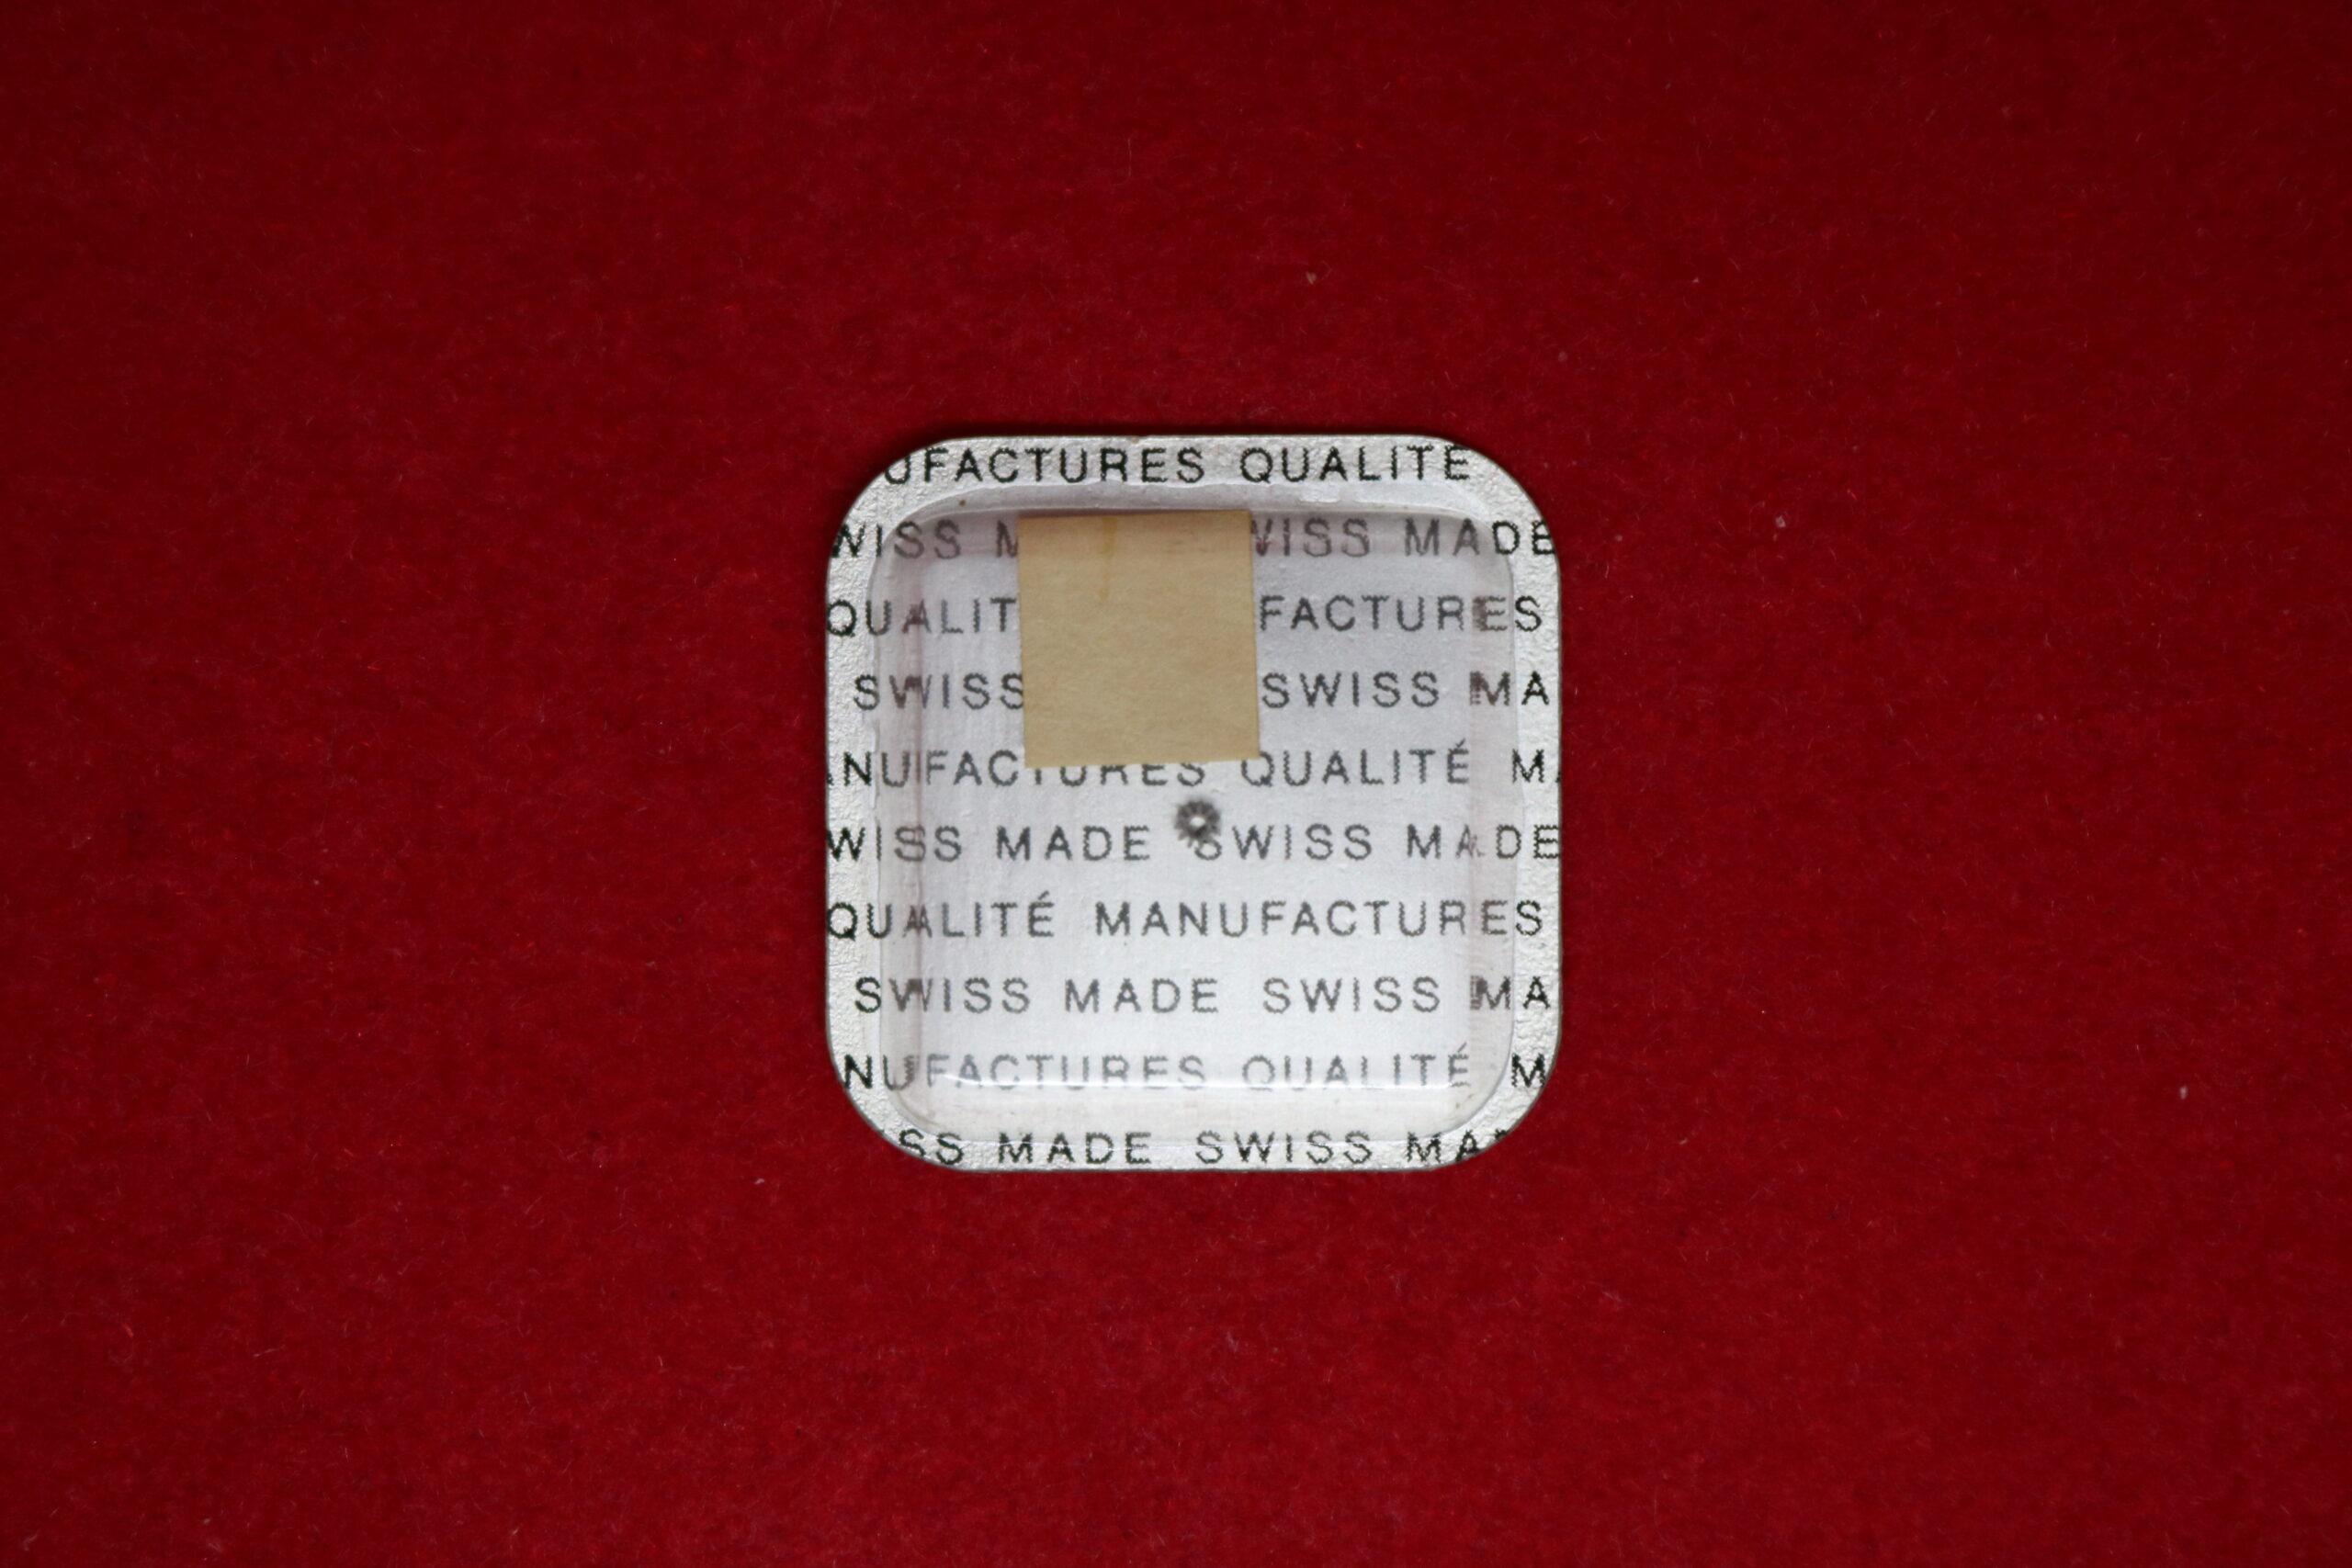 UFACTURES QUALITÉ
WISS M WISS MADE
QUALIT FACTURES
SWISS SWISS MA
ANUFACTURES QUALITÉ MA
WISS MADE SWISS MADE
QUALITÉ MANUFACTURES
SWISS MADE SWISS MA
NUFACTURES QUALITÉ M
SS MADE SWISS MAD